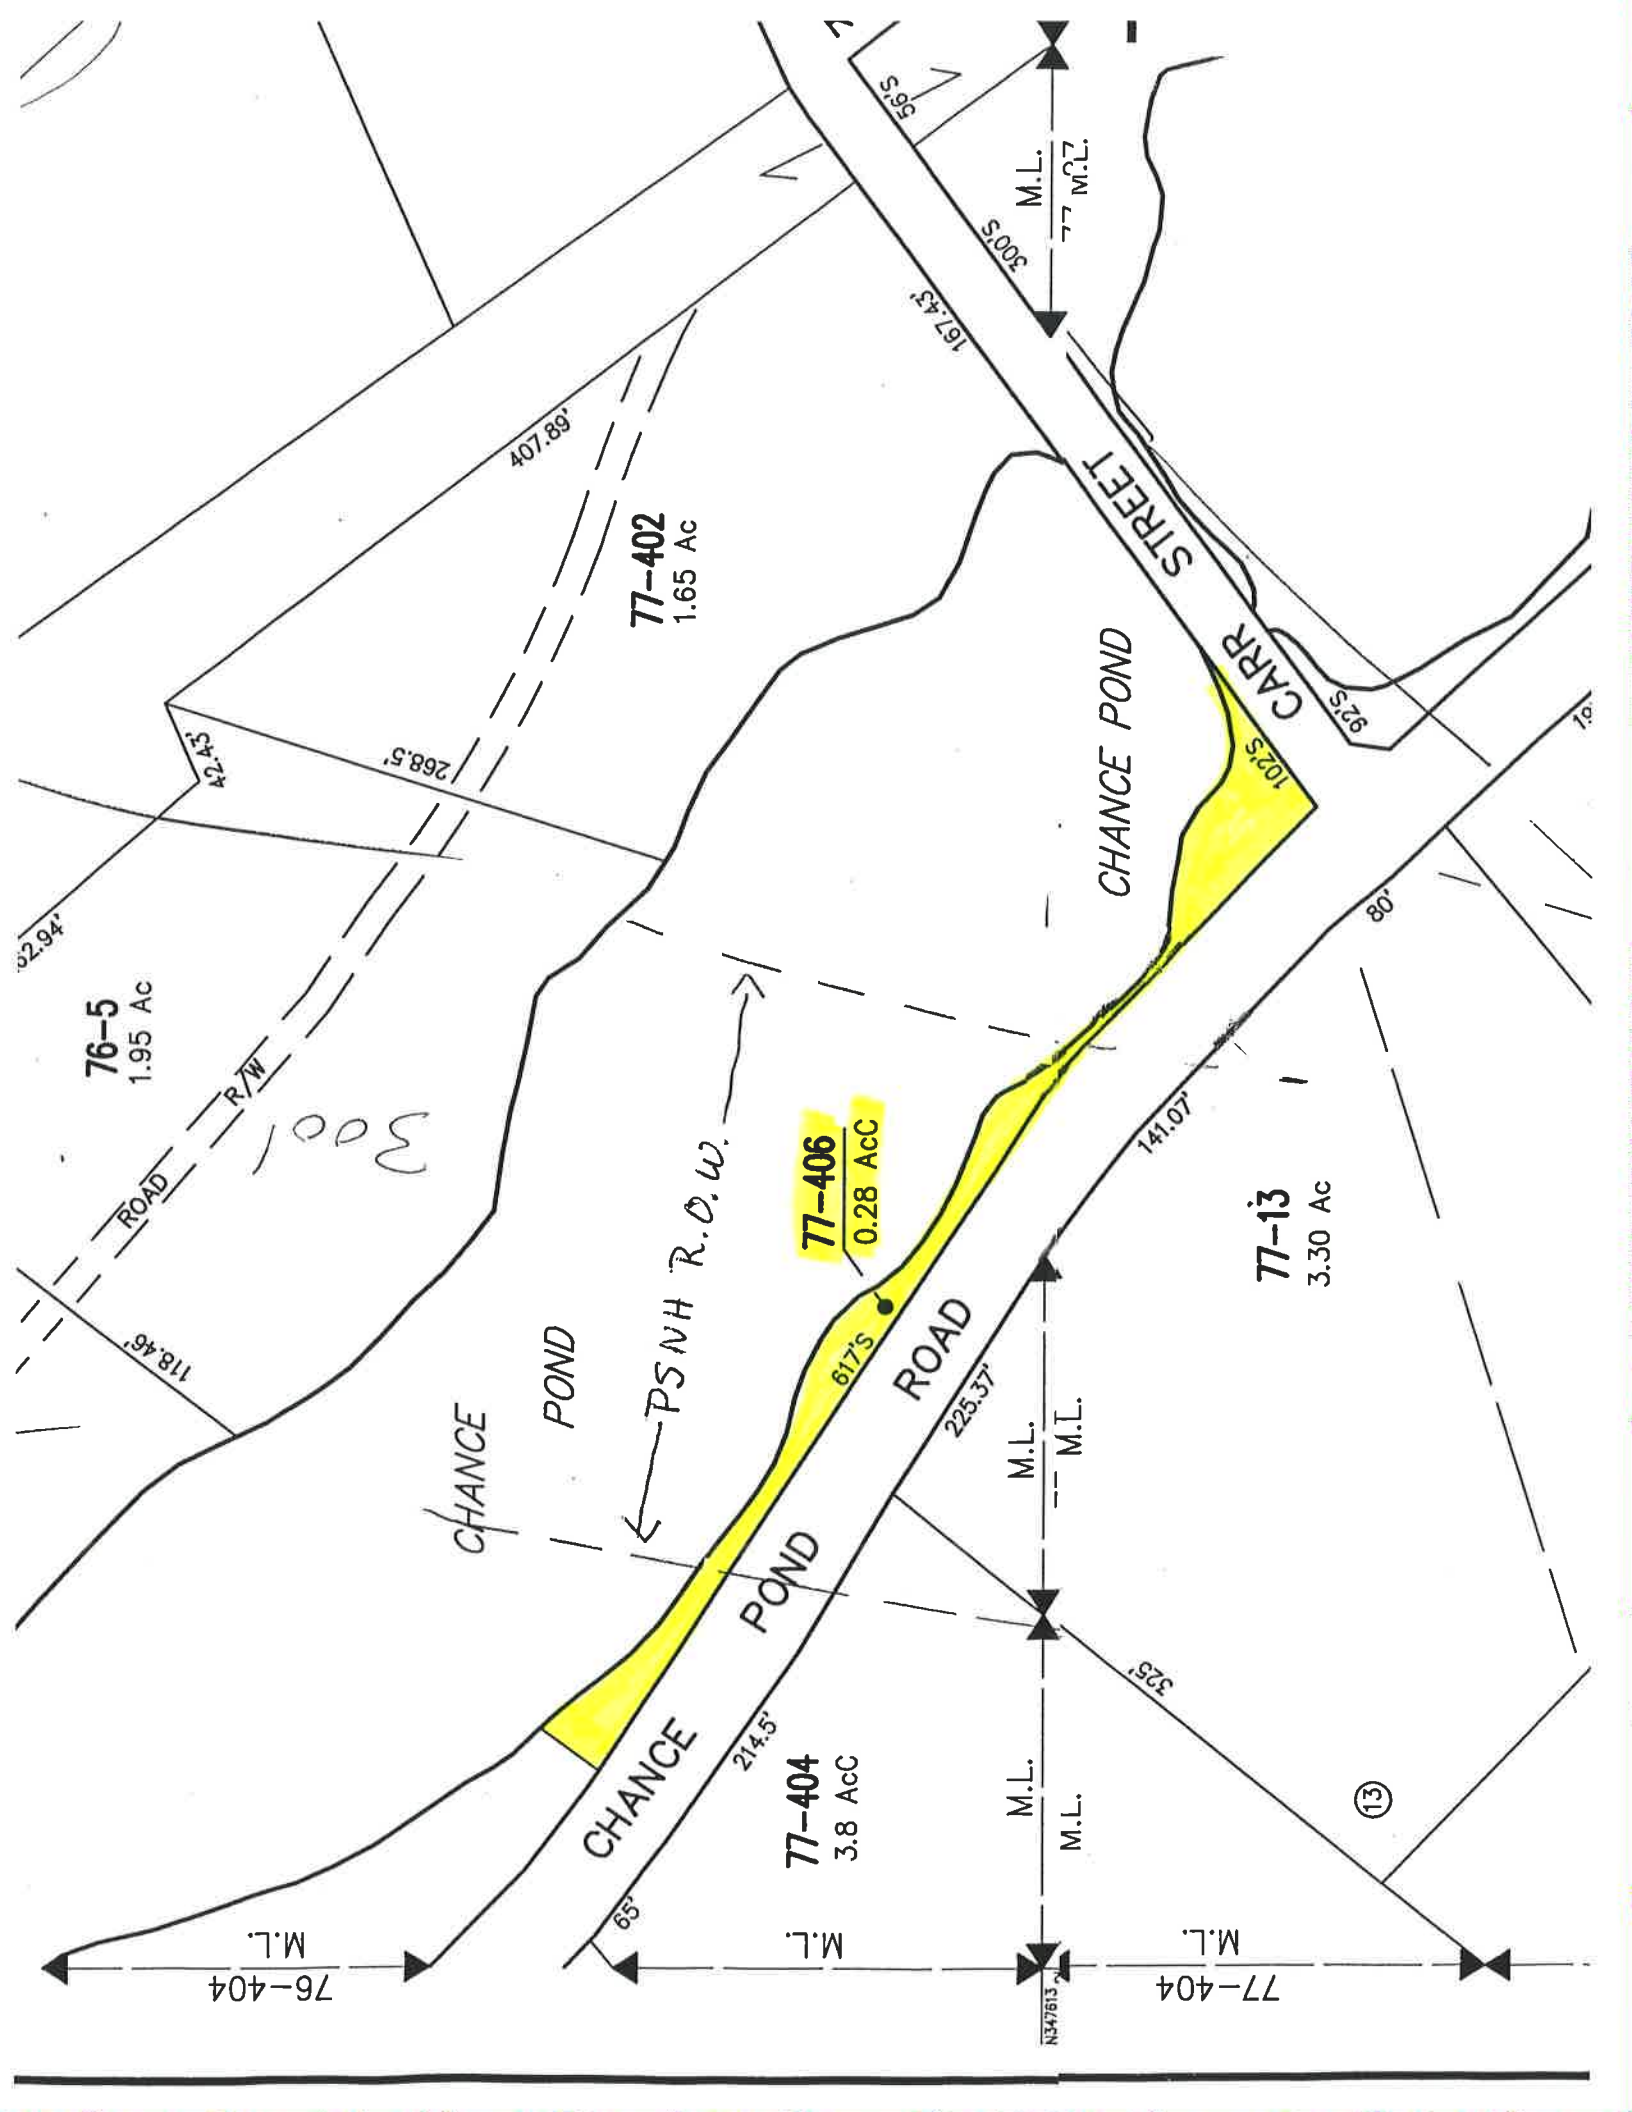 56'S
M.L.
M.L.
77
300'S
167.43'
407.89'
77-402
1.65 Ac
CARR STREET
42.43'
268.5'
CHANCE POND
92'S
102'S
52.94'
76-5
1.95 Ac
80'
ROAD R/W
300'
PSNH R.O.W.
77-406
0.28 AcC
141.07'
77-13
3.30 Ac
118.46'
CHANCE
POND
617'S
225.37'
M.L.
M.L.
CHANCE POND ROAD
325'
214.5'
77-404
3.8 AcC
M.L.
M.L.
13
65'
M.L.
76-404
M.L.
M.L.
77-404
N347613